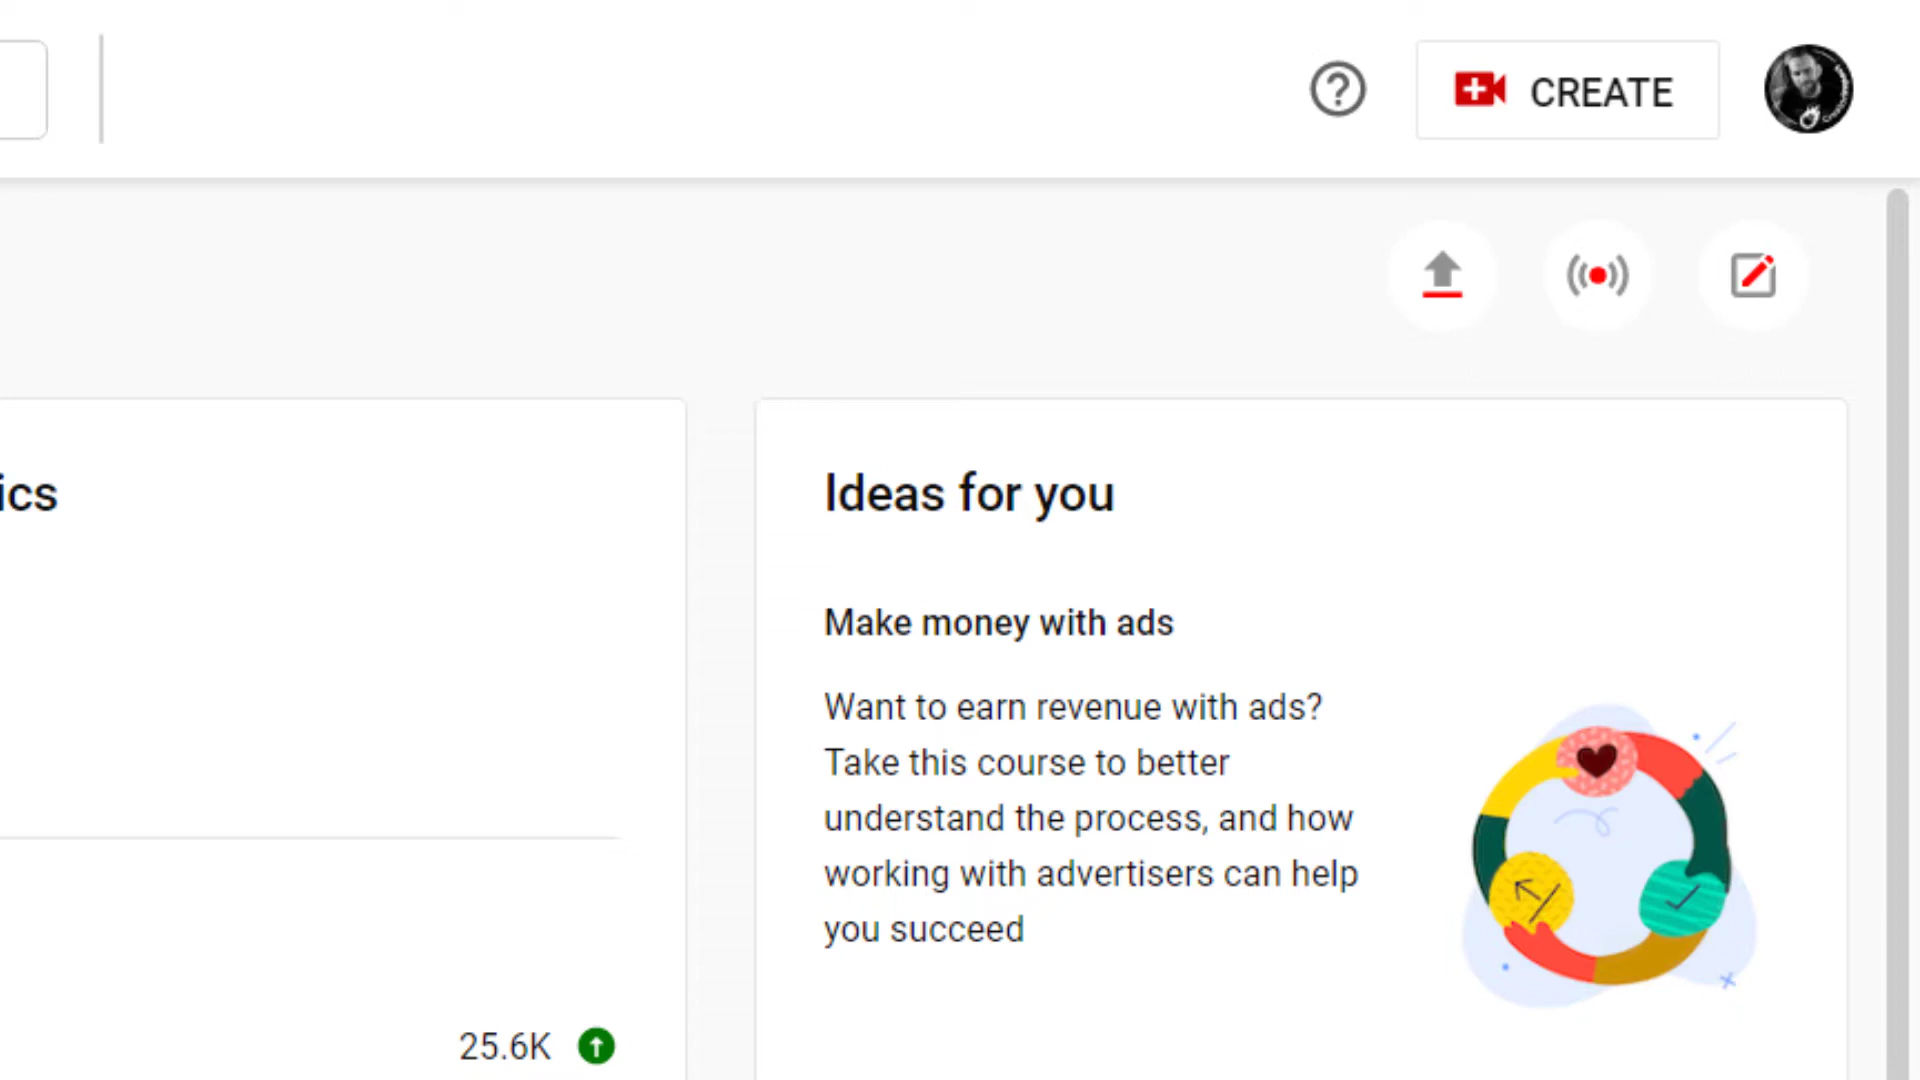 CREATE
ics
25.6K
Ideas for you
Make money with ads
Want to earn revenue with ads?
Take this course to better
understand the process, and how
working with advertisers can help
you succeed